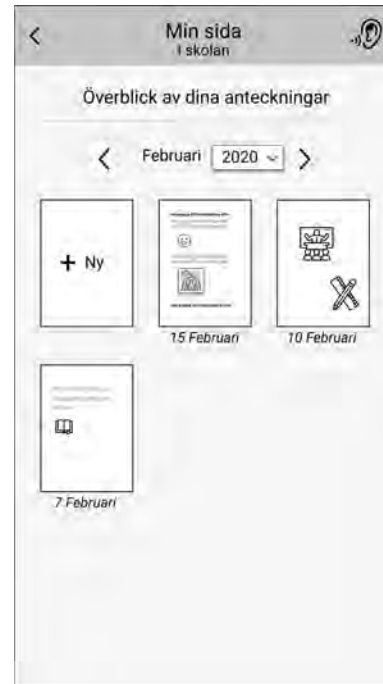 Min sida
I skolan
Överblick av dina anteckningar
Februari 2020
+ Ny
15 Februari
10 Februari
7 Februari